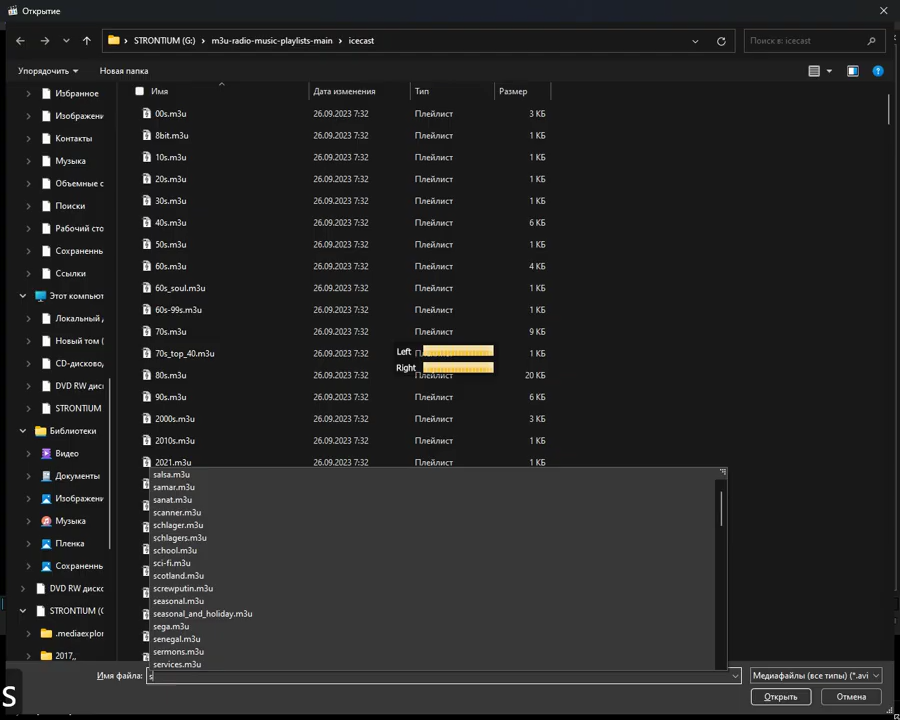 Открытие
STRONTIUM (G:) › m3u-radio-music-playlists-main › icecast
Поиск в: icecast
Упорядочить
Новая папка
Избранное
Изображени
Контакты
Музыка
Объемные с
Поиски
Рабочий сто
Сохраненны
Ссылки
Этот компьют
Локальный д
Новый том (
CD-дисково,
DVD RW дис
STRONTIUM
Библиотеки
Видео
Документы
Изображени
Музыка
Пленка
Сохраненны
DVD RW диско
STRONTIUM (
.mediaexplor
2017,,
Имя Дата изменения Тип Размер
00s.m3u 26.09.2023 7:32 Плейлист 3 КБ
8bit.m3u 26.09.2023 7:32 Плейлист 1 КБ
10s.m3u 26.09.2023 7:32 Плейлист 1 КБ
20s.m3u 26.09.2023 7:32 Плейлист 1 КБ
30s.m3u 26.09.2023 7:32 Плейлист 1 КБ
40s.m3u 26.09.2023 7:32 Плейлист 6 КБ
50s.m3u 26.09.2023 7:32 Плейлист 1 КБ
60s.m3u 26.09.2023 7:32 Плейлист 4 КБ
60s_soul.m3u 26.09.2023 7:32 Плейлист 1 КБ
60s-99s.m3u 26.09.2023 7:32 Плейлист 1 КБ
70s.m3u 26.09.2023 7:32 Плейлист 9 КБ
70s_top_40.m3u 26.09.2023 7:32 1 КБ
80s.m3u 26.09.2023 7:32 Плейлист 20 КБ
90s.m3u 26.09.2023 7:32 Плейлист 6 КБ
2000s.m3u 26.09.2023 7:32 Плейлист 3 КБ
2010s.m3u 26.09.2023 7:32 Плейлист 1 КБ
2021.m3u 26.09.2023 7:32 Плейлист 1 КБ
Left
Right
salsa.m3u
samar.m3u
sanat.m3u
scanner.m3u
schlager.m3u
schlagers.m3u
school.m3u
sci-fi.m3u
scotland.m3u
screwputin.m3u
seasonal.m3u
seasonal_and_holiday.m3u
sega.m3u
senegal.m3u
sermons.m3u
services.m3u
Имя файла: s
Медиафайлы (все типы) (*.avi
Открыть Отмена
S